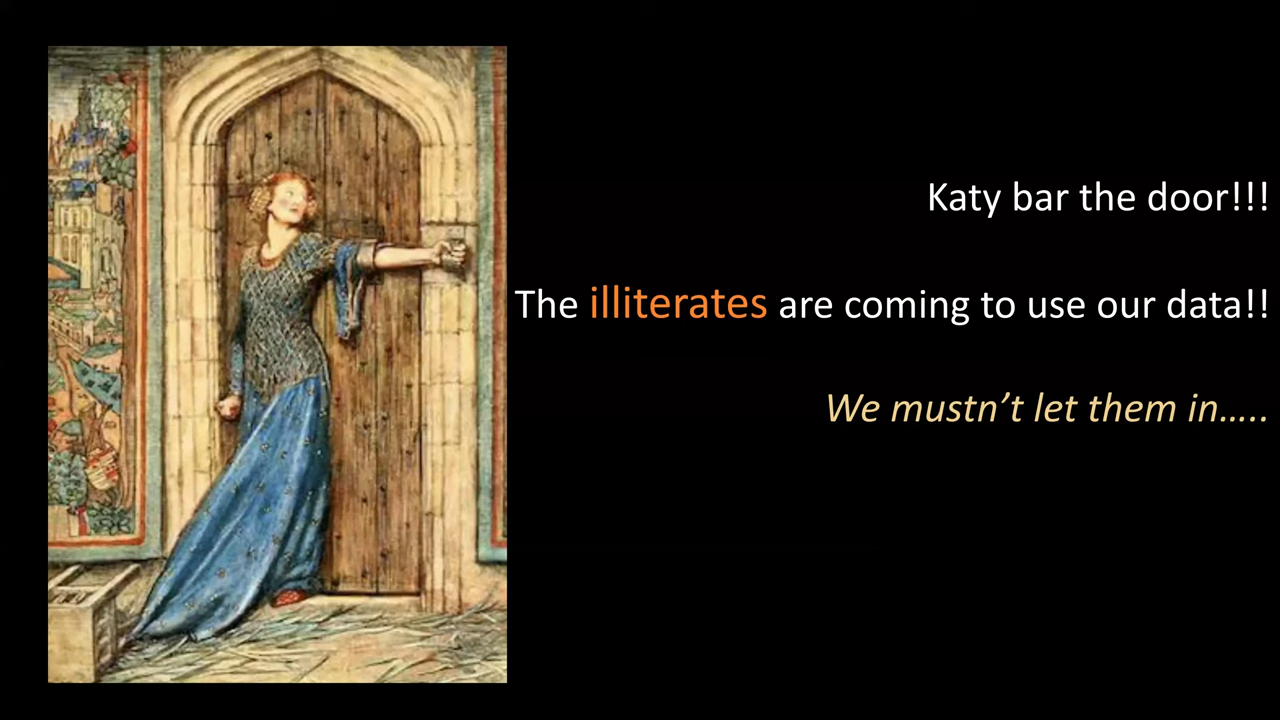 Katy bar the door!!!
The illiterates are coming to use our data!!
We mustn’t let them in…..